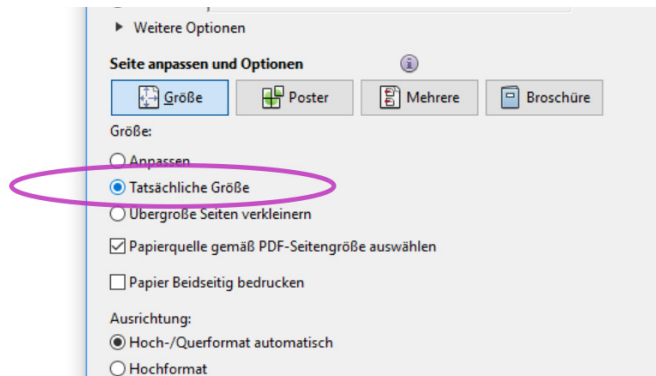 Weitere Optionen
Seite anpassen und Optionen
Größe Poster Mehrere Broschüre
Größe:
Anpassen
Tatsächliche Größe
Übergroße Seiten verkleinern
Papierquelle gemäß PDF-Seitengröße auswählen
Papier Beidseitig bedrucken
Ausrichtung:
Hoch-/Querformat automatisch
Hochformat